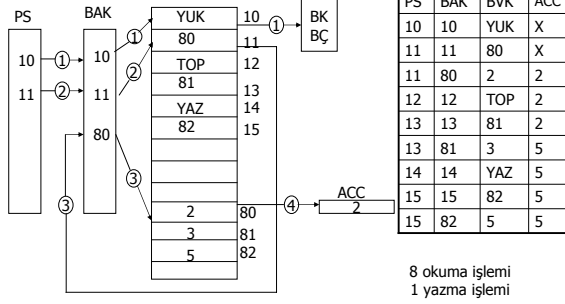 PS BAK
10
11
① ②
10
11
80
① ② ③ ③
YUK 10
80 11
TOP 12
81 13
YAZ 14
82 15
2 80
3 81
5 82
①
BK
BÇ
④
ACC
2
PS BAK BVK ACC
10 10 YUK X
11 11 80 X
11 80 2 2
12 12 TOP 2
13 13 81 2
13 81 3 5
14 14 YAZ 5
15 15 82 5
15 82 5 5
8 okuma işlemi
1 yazma işlemi